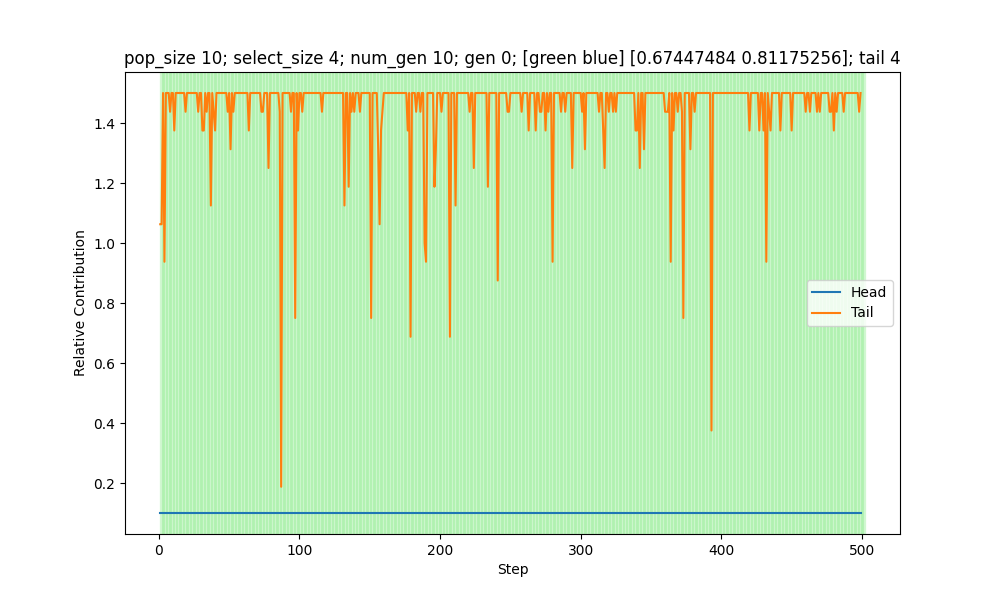 pop_size 10; select_size 4; num_gen 10; gen 0; [green blue] [0.67447484 0.81175256]; tail 4
1.4
1.2
1.0
0.8
0.6
0.4
0.2
Relative Contribution
Head
Tail
0 100 200 300 400 500
Step